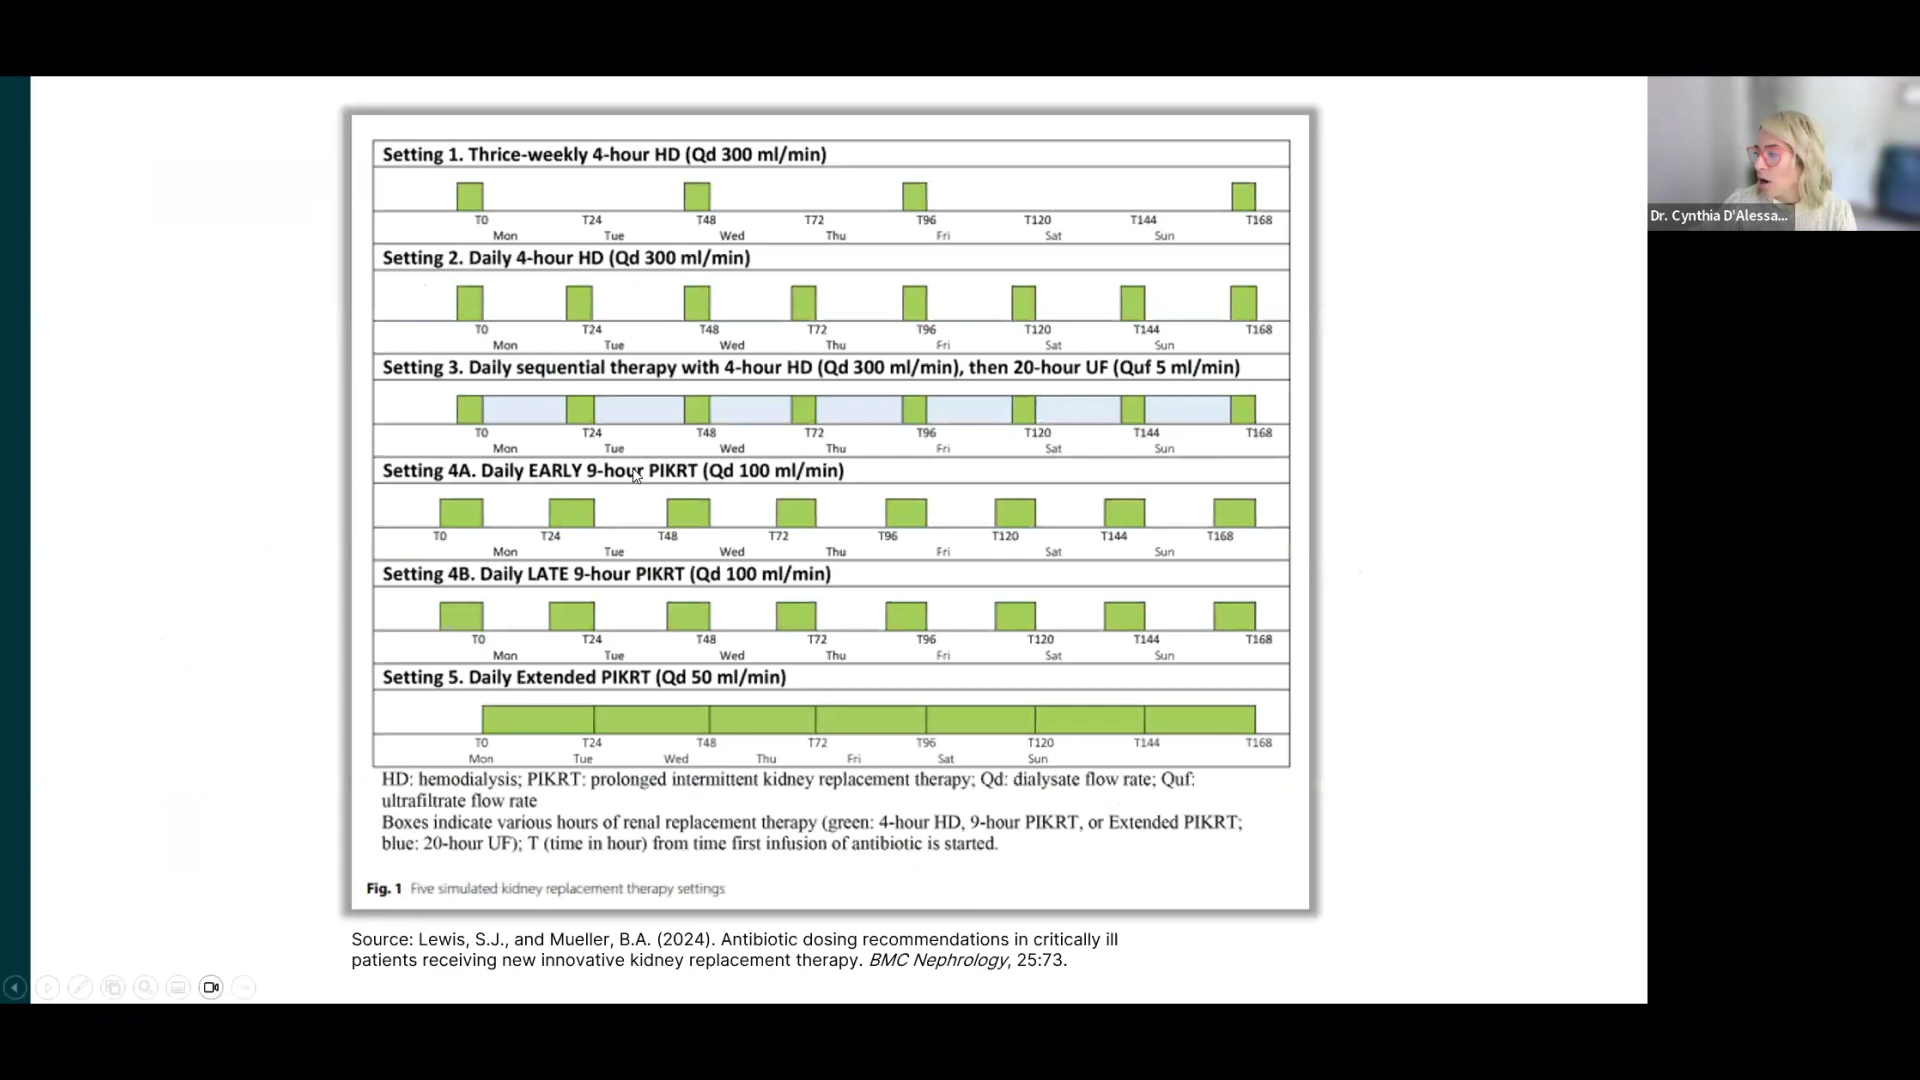 Setting 1. Thrice-weekly 4-hour HD (Qd 300 ml/min)
T0 T24 T48 T72 T96 T120 T144 T168
Mon Tue Wed Thu Fri Sat Sun
Setting 2. Daily 4-hour HD (Qd 300 ml/min)
T0 T24 T48 T72 T96 T120 T144 T168
Mon Tue Wed Thu Fri Sat Sun
Setting 3. Daily sequential therapy with 4-hour HD (Qd 300 ml/min), then 20-hour UF (Quf 5 ml/min)
T0 T24 T48 T72 T96 T120 T144 T168
Mon Tue Wed Thu Fri Sat Sun
Setting 4A. Daily EARLY 9-hour PIKRT (Qd 100 ml/min)
T0 T24 T48 T72 T96 T120 T144 T168
Mon Tue Wed Thu Fri Sat Sun
Setting 4B. Daily LATE 9-hour PIKRT (Qd 100 ml/min)
T0 T24 T48 T72 T96 T120 T144 T168
Mon Tue Wed Thu Fri Sat Sun
Setting 5. Daily Extended PIKRT (Qd 50 ml/min)
T0 T24 T48 T72 T96 T120 T144 T168
Mon Tue Wed Thu Fri Sat Sun
HD: hemodialysis; PIKRT: prolonged intermittent kidney replacement therapy; Qd: dialysate flow rate; Quf:
ultrafiltrate flow rate
Boxes indicate various hours of renal replacement therapy (green: 4-hour HD, 9-hour PIKRT, or Extended PIKRT;
blue: 20-hour UF); T (time in hour) from time first infusion of antibiotic is started.
Fig. 1 Five simulated kidney replacement therapy settings
Source: Lewis, S.J., and Mueller, B.A. (2024). Antibiotic dosing recommendations in critically ill
patients receiving new innovative kidney replacement therapy. BMC Nephrology, 25:73.
Dr. Cynthia D'Alessa...